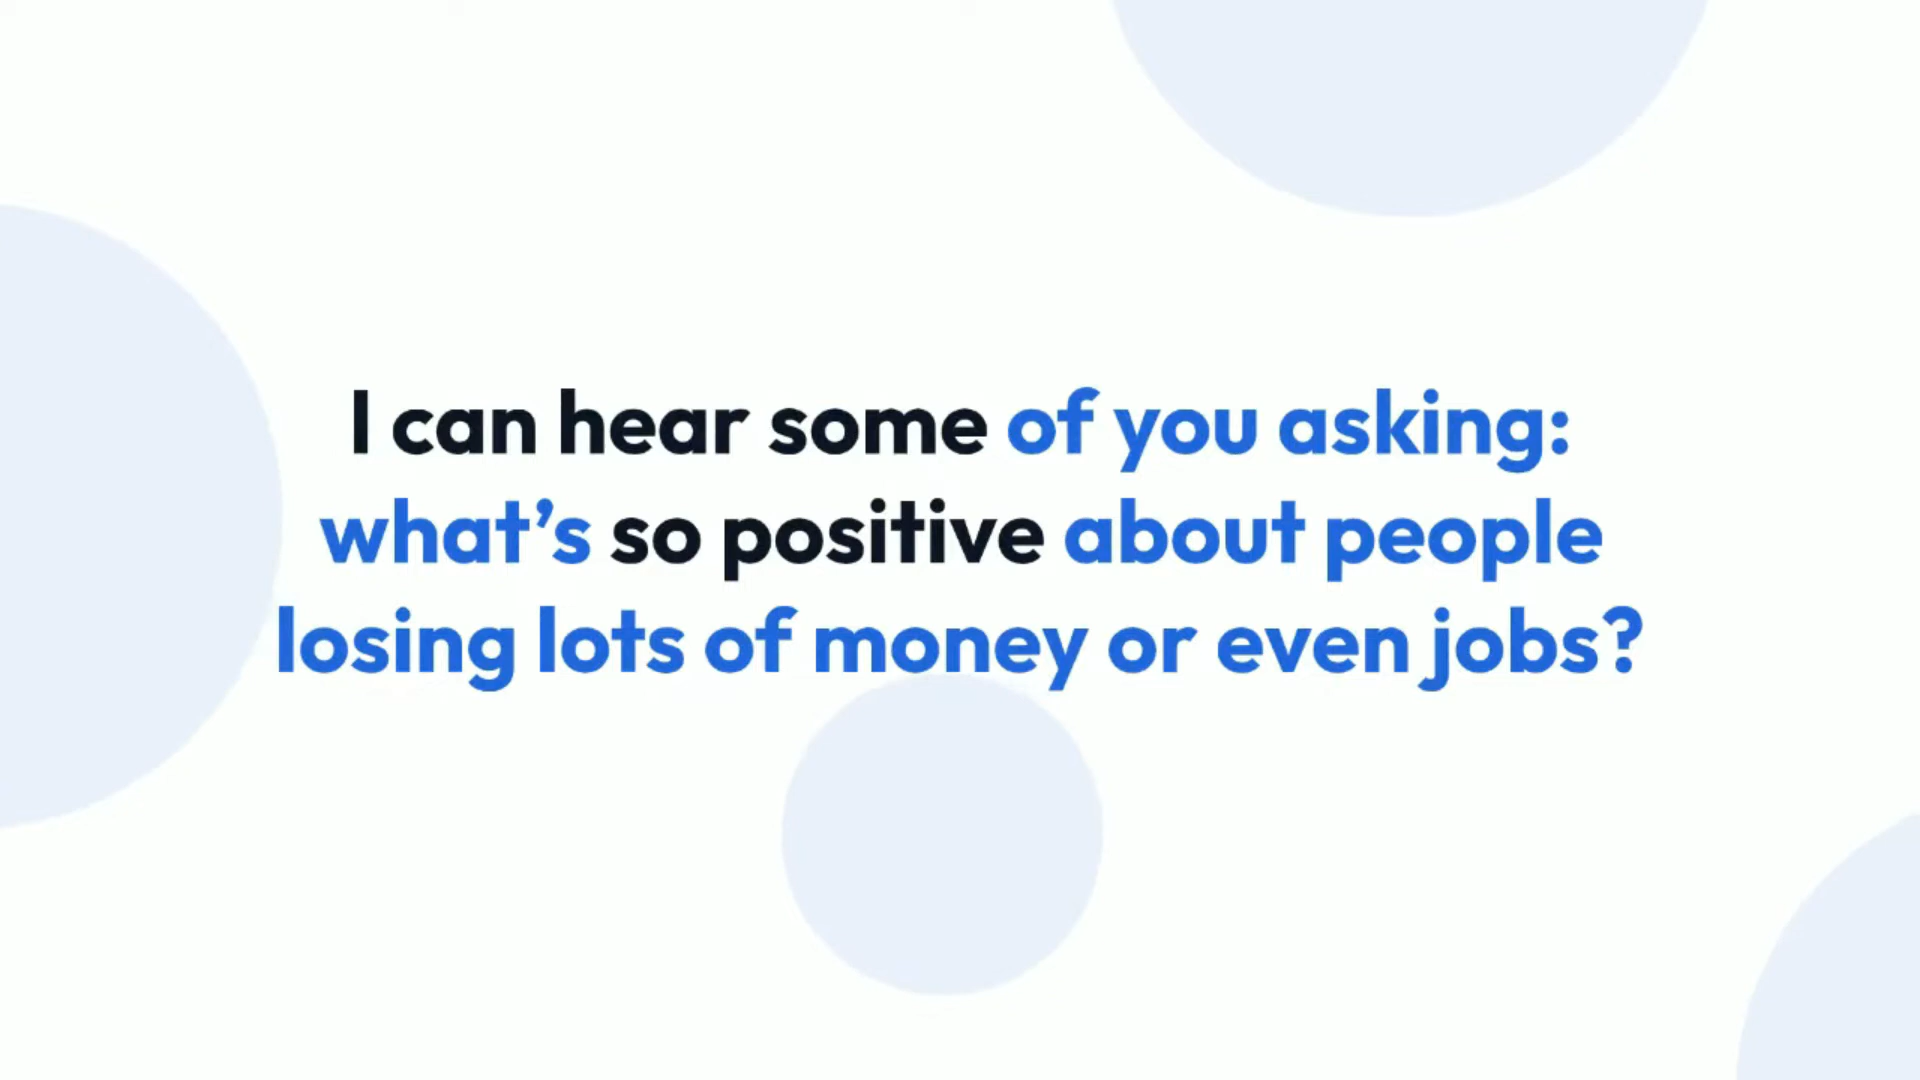 I can hear some of you asking:
what’s so positive about people
losing lots of money or even jobs?